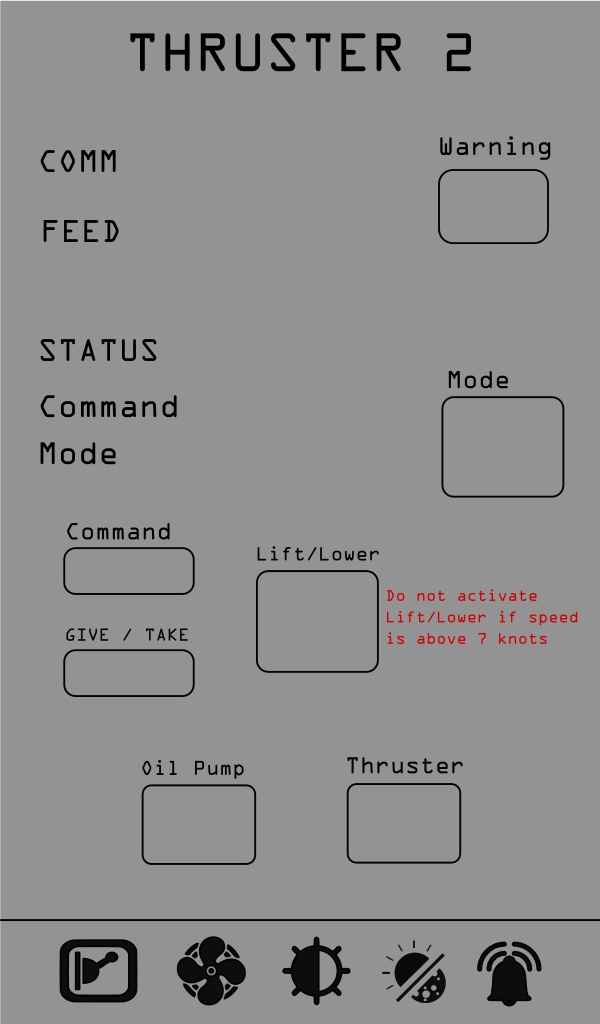 THRUSTER 2
Warning
COMM
FEED
STATUS
Mode
Command
Mode
Command
Lift/Lower
Do not activate
Lift/Lower if speed
is above 7 knots
GIVE / TAKE
Oil Pump
Thruster